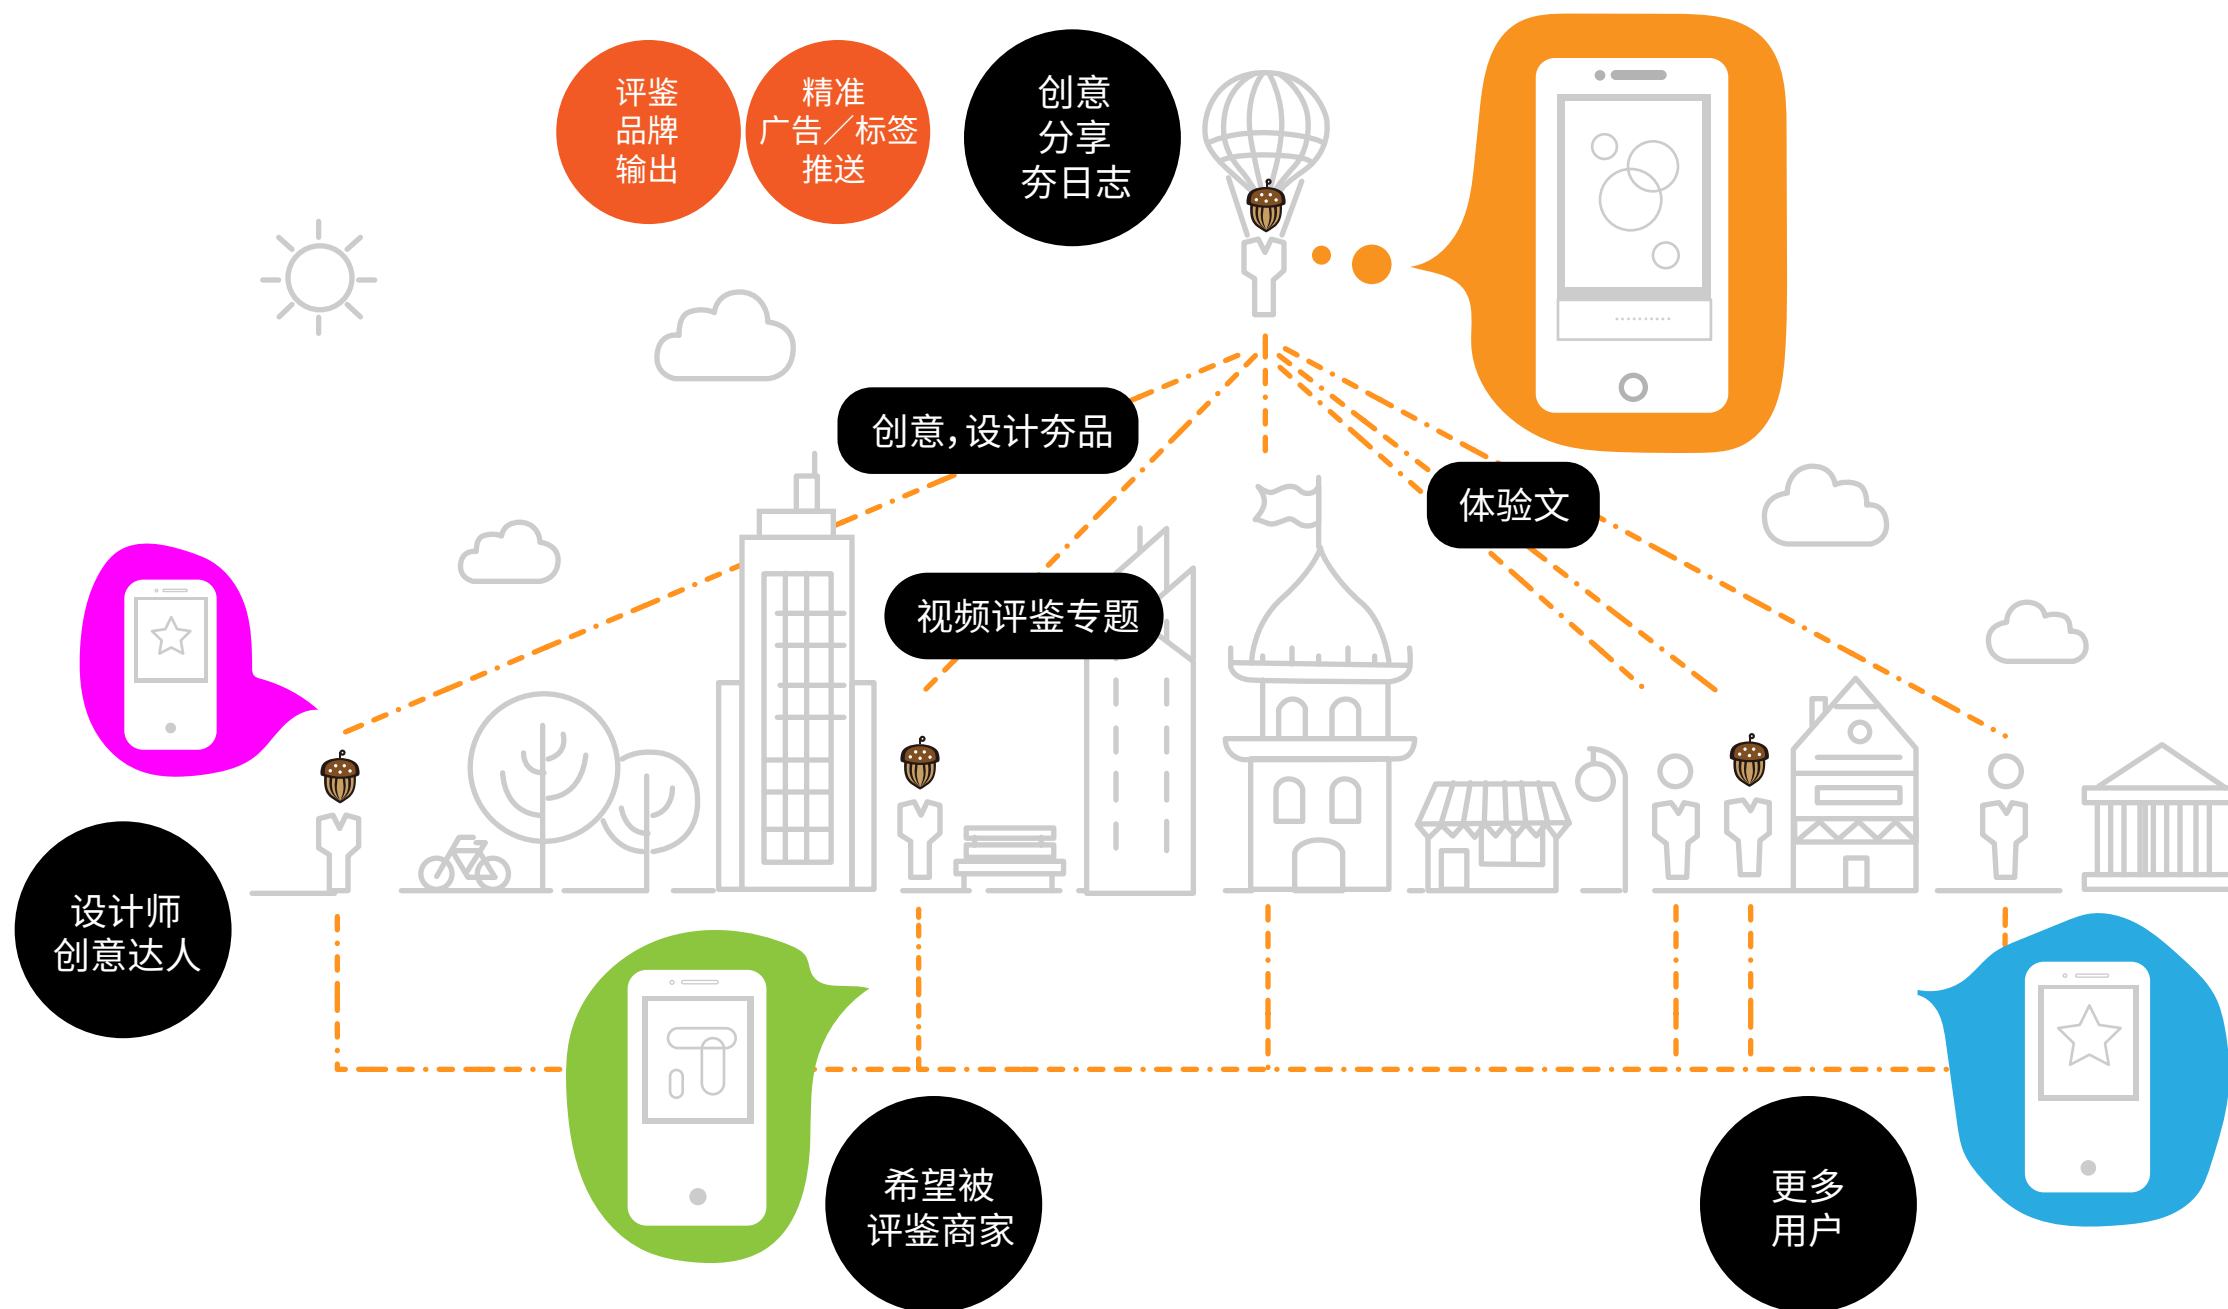 评鉴
品牌
输出
精准
广告／标签
推送
创意
分享
夯日志
创意，设计夯品
体验文
视频评鉴专题
设计师
创意达人
希望被
评鉴商家
更多
用户